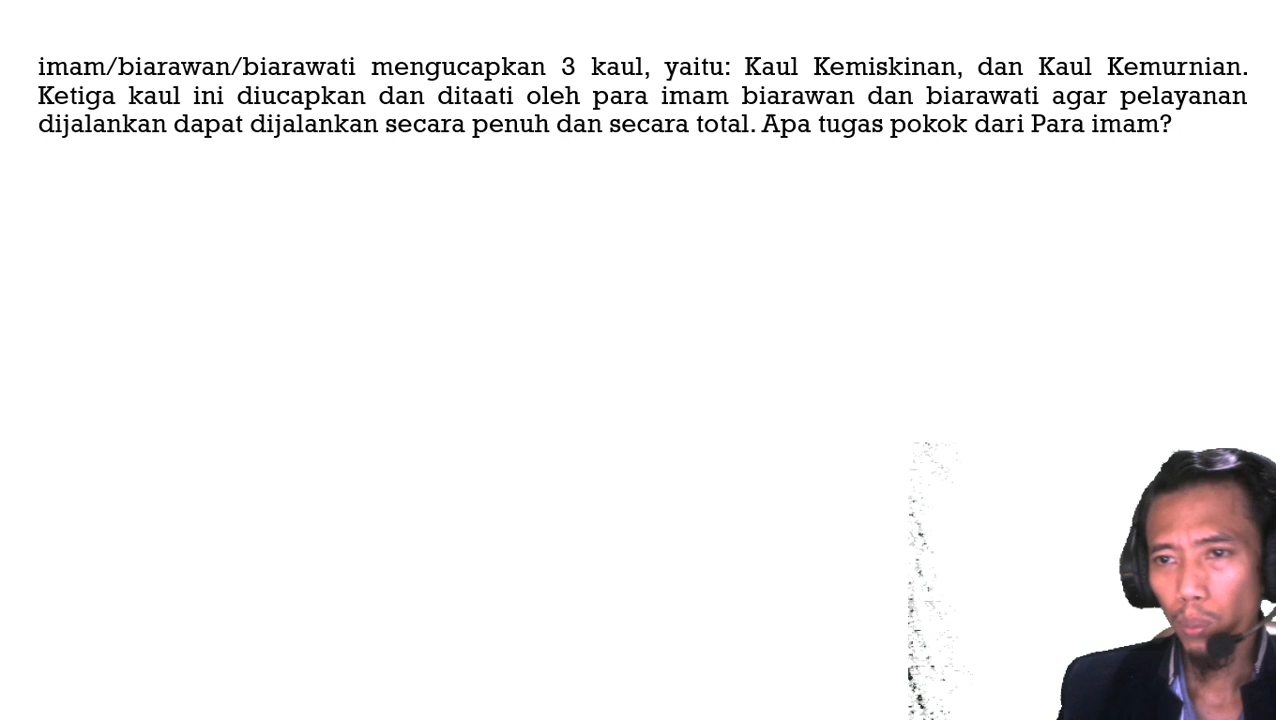 imam/biarawan/biarawati mengucapkan 3 kaul, yaitu: Kaul Kemiskinan, dan Kaul Kemurnian.
Ketiga kaul ini diucapkan dan ditaati oleh para imam biarawan dan biarawati agar pelayanan
dijalankan dapat dijalankan secara penuh dan secara total. Apa tugas pokok dari Para imam?